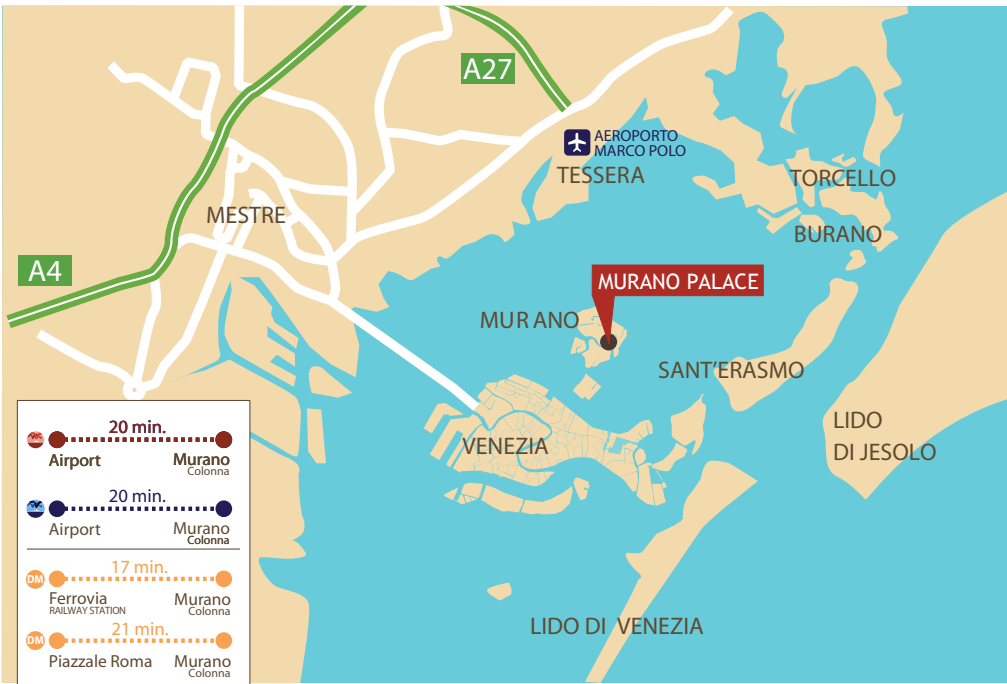 A27
AEROPORTO
MARCO POLO
TESSERA
TORCELLO
MESTRE
BURANO
A4
MURANO PALACE
MURANO
SANT'ERASMO
LIDO
DI JESOLO
VENEZIA
LIDO DI VENEZIA
20 min.
Airport Murano
Colonna
20 min.
Airport Murano
Colonna
DM
17 min.
Ferrovia Murano
RAILWAY STATION Colonna
DM
21 min.
Piazzale Roma Murano
Colonna